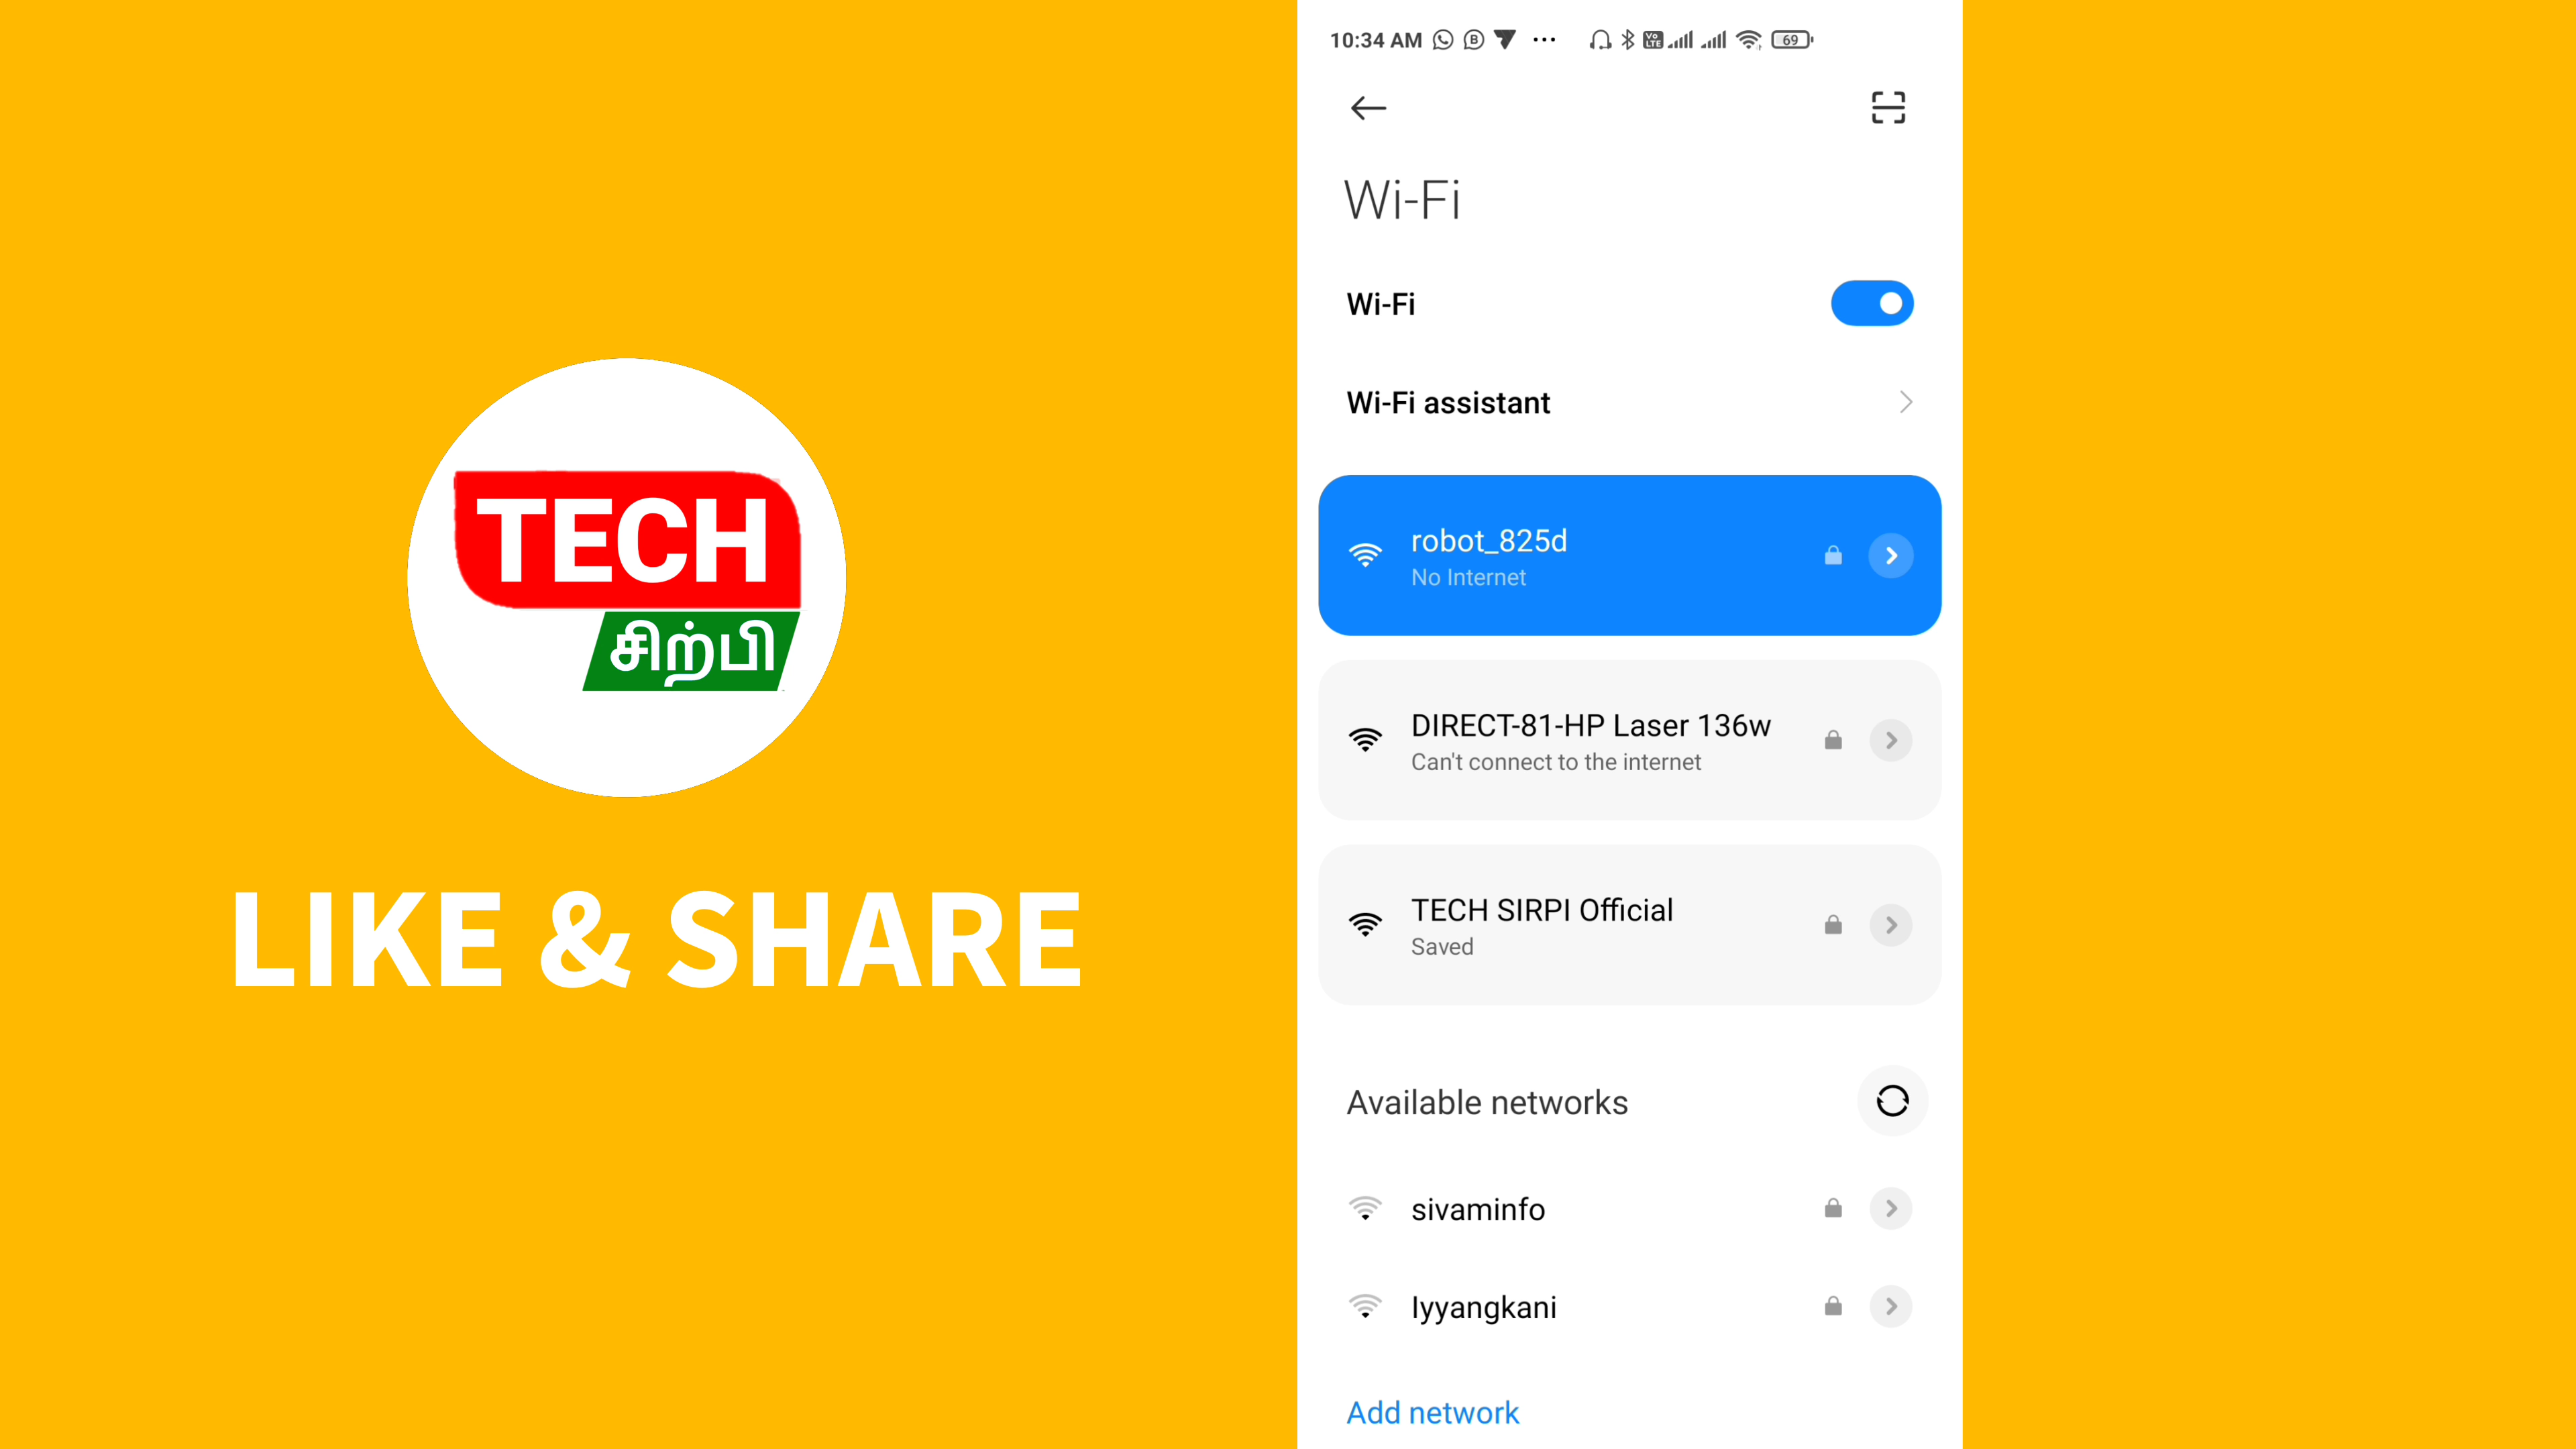 TECH
சிற்பி
LIKE & SHARE
10:34 AM
69
Wi-Fi
Wi-Fi
Wi-Fi assistant
robot_825d
No Internet
DIRECT-81-HP Laser 136w
Can't connect to the internet
TECH SIRPI Official
Saved
Available networks
sivaminfo
Iyyangkani
Add network